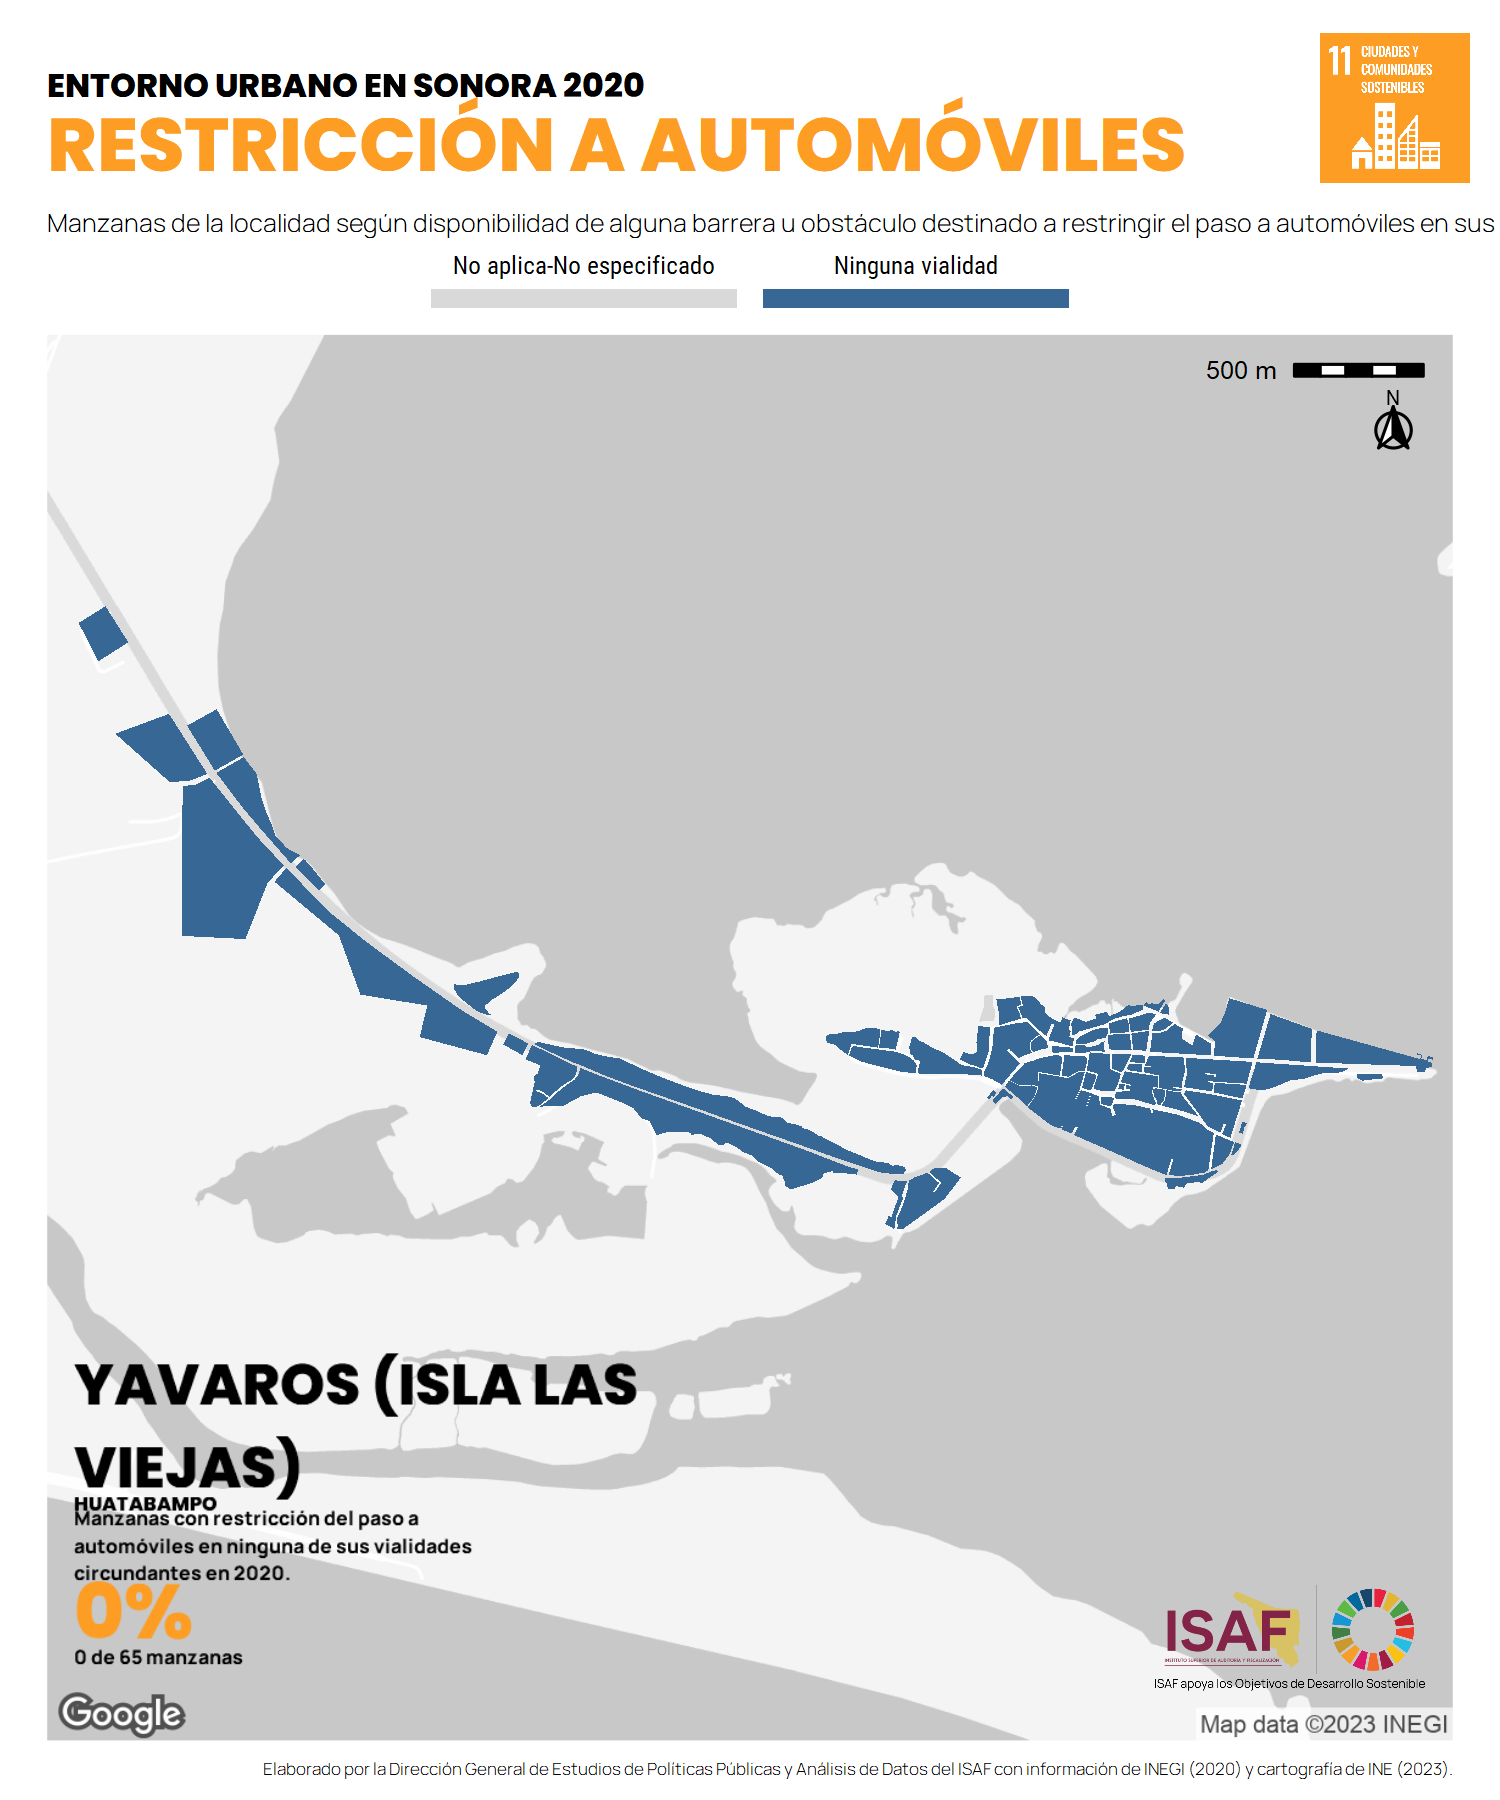 ENTORNO URBANO EN SONORA 2020
RESTRICCIÓN A AUTOMÓVILES
11 CIUDADES Y
COMUNIDADES
SOSTENIBLES
Manzanas de la localidad según disponibilidad de alguna barrera u obstáculo destinado a restringir el paso a automóviles en sus
No aplica-No especificado
Ninguna vialidad
500 m
N
YAVAROS (ISLA LAS
VIEJAS)
HUATABAMPO
Manzanas con restricción del paso a
automóviles en ninguna de sus vialidades
circundantes en 2020.
0%
0 de 65 manzanas
ISAF
INSTITUTO SUPERIOR DE AUDITORÍA Y FISCALIZACIÓN
ISAF apoya los Objetivos de Desarrollo Sostenible
Google
Map data ©2023 INEGI
Elaborado por la Dirección General de Estudios de Políticas Públicas y Análisis de Datos del ISAF con información de INEGI (2020) y cartografía de INE (2023).